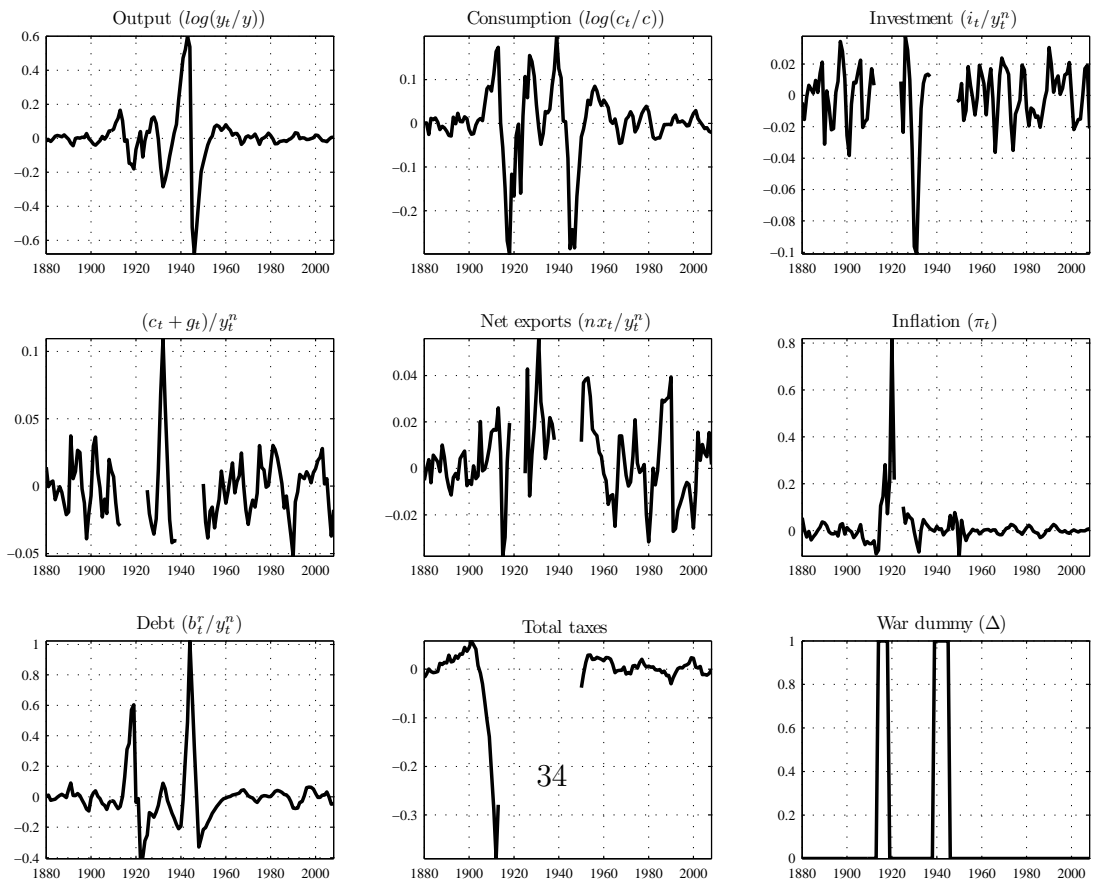 Output (log(y_t/y))
0.6
0.4
0.2
0
−0.2
−0.4
−0.6
1880 1900 1920 1940 1960 1980 2000
Consumption (log(c_t/c))
0.1
0
−0.1
−0.2
1880 1900 1920 1940 1960 1980 2000
Investment (i_t/y_t^n)
0.02
0
−0.02
−0.04
−0.06
−0.08
−0.1
1880 1900 1920 1940 1960 1980 2000
(c_t + g_t)/y_t^n
0.1
0.05
0
−0.05
1880 1900 1920 1940 1960 1980 2000
Net exports (nx_t/y_t^n)
0.04
0.02
0
−0.02
1880 1900 1920 1940 1960 1980 2000
Inflation (π_t)
0.8
0.6
0.4
0.2
0
1880 1900 1920 1940 1960 1980 2000
Debt (b_t^r/y_t^n)
1
0.8
0.6
0.4
0.2
0
−0.2
−0.4
1880 1900 1920 1940 1960 1980 2000
Total taxes
0
−0.1
−0.2
−0.3
1880 1900 1920 1940 1960 1980 2000
34
War dummy (Δ)
1
0.8
0.6
0.4
0.2
0
1880 1900 1920 1940 1960 1980 2000